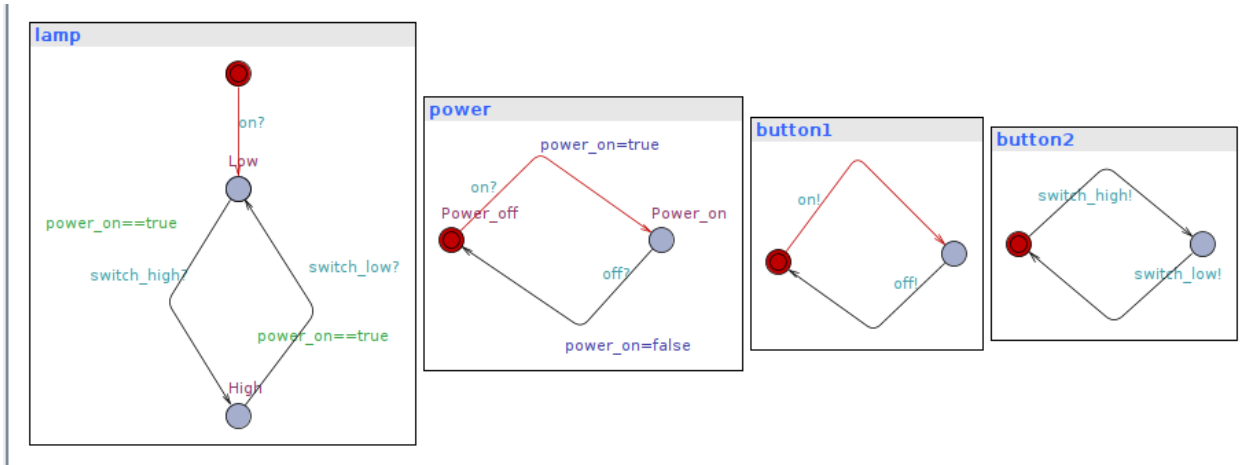 lamp
on?
Low
power_on==true
switch_high?
switch_low?
power_on==true
High
power
power_on=true
on?
Power_off
Power_on
off?
power_on=false
button1
on!
off!
button2
switch_high!
switch_low!